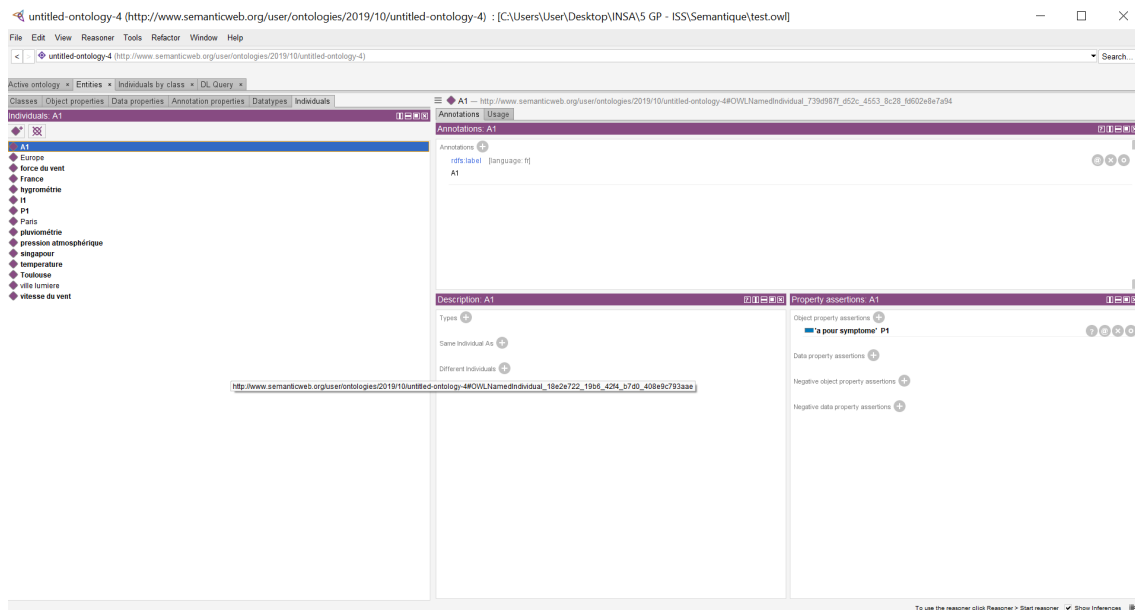 untitled-ontology-4 (http://www.semanticweb.org/user/ontologies/2019/10/untitled-ontology-4) : [C:\Users\User\Desktop\INSA\5 GP - ISS\Semantique\test.owl]
File Edit View Reasoner Tools Refactor Window Help
< > untitled-ontology-4 (http://www.semanticweb.org/user/ontologies/2019/10/untitled-ontology-4) Search...
Active ontology × Entities × Individuals by class × DL Query ×
Classes Object properties Data properties Annotation properties Datatypes Individuals
Individuals: A1
A1
Europe
force du vent
France
hygrométrie
I1
P1
Paris
pluviométrie
pression atmosphérique
singapour
temperature
Toulouse
ville lumiere
vitesse du vent
A1 — http://www.semanticweb.org/user/ontologies/2019/10/untitled-ontology-4#OWLNamedIndividual_739d987f_d52c_4553_8c28_fd602e8e7a94
Annotations Usage
Annotations: A1
Annotations
rdfs:label [language: fr]
A1
Description: A1
Types
Same Individual As
Different Individuals
http://www.semanticweb.org/user/ontologies/2019/10/untitled-ontology-4#OWLNamedIndividual_18e2e722_19b6_42f4_b7d0_408e9c793aae
Property assertions: A1
Object property assertions
'a pour symptome' P1
Data property assertions
Negative object property assertions
Negative data property assertions
To use the reasoner click Reasoner > Start reasoner Show Inferences